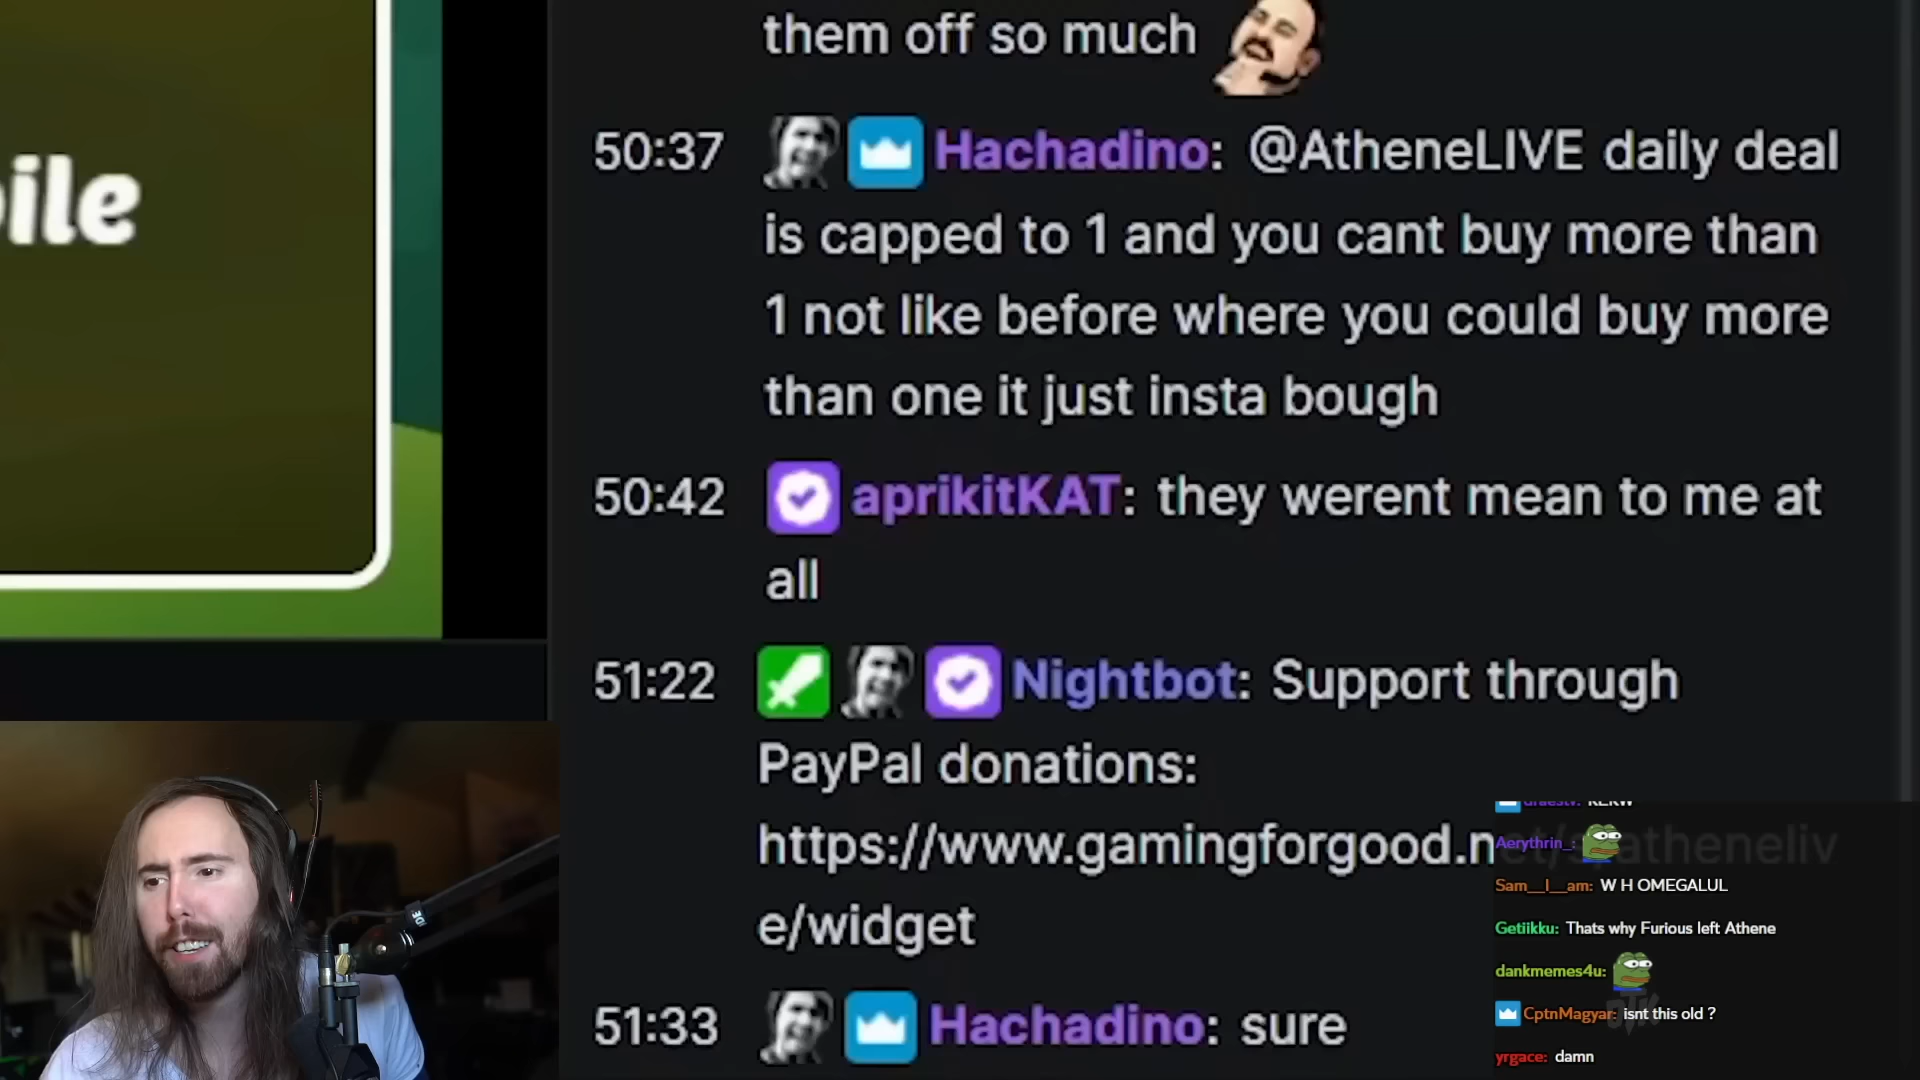 them off so much
ile
50:37 Hachadino: @AtheneLIVE daily deal
is capped to 1 and you cant buy more than
1 not like before where you could buy more
than one it just insta bough
50:42 aprikitKAT: they werent mean to me at
all
51:22 Nightbot: Support through
PayPal donations:
https://www.gamingforgood.net/s/atheneliv
e/widget
51:33 Hachadino: sure
Aerythrin_:
Sam__I__am: W H OMEGALUL
Getiikku: Thats why Furious left Athene
dankmemes4u:
CptnMagyar: isnt this old ?
yrgace: damn